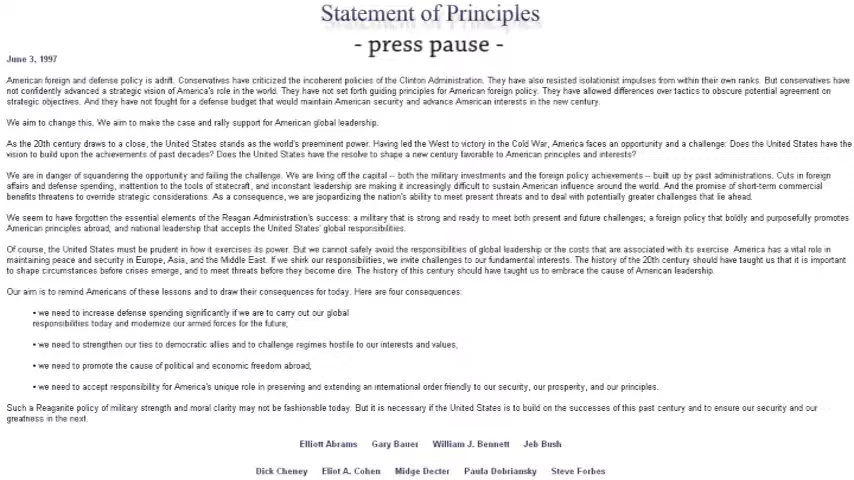 Statement of Principles
- press pause -
June 3, 1997
American foreign and defense policy is adrift. Conservatives have criticized the incoherent policies of the Clinton Administration. They have also resisted isolationist impulses from within their own ranks. But conservatives have
not confidently advanced a strategic vision of America's role in the world. They have not set forth guiding principles for American foreign policy. They have allowed differences over tactics to obscure potential agreement on
strategic objectives. And they have not fought for a defense budget that would maintain American security and advance American interests in the new century.
We aim to change this. We aim to make the case and rally support for American global leadership.
As the 20th century draws to a close, the United States stands as the world's preeminent power. Having led the West to victory in the Cold War, America faces an opportunity and a challenge: Does the United States have the
vision to build upon the achievements of past decades? Does the United States have the resolve to shape a new century favorable to American principles and interests?
We are in danger of squandering the opportunity and failing the challenge. We are living off the capital -- both the military investments and the foreign policy achievements -- built up by past administrations. Cuts in foreign
affairs and defense spending, inattention to the tools of statecraft, and inconstant leadership are making it increasingly difficult to sustain American influence around the world. And the promise of short-term commercial
benefits threatens to override strategic considerations. As a consequence, we are jeopardizing the nation's ability to meet present threats and to deal with potentially greater challenges that lie ahead.
We seem to have forgotten the essential elements of the Reagan Administration's success: a military that is strong and ready to meet both present and future challenges; a foreign policy that boldly and purposefully promotes
American principles abroad; and national leadership that accepts the United States' global responsibilities.
Of course, the United States must be prudent in how it exercises its power. But we cannot safely avoid the responsibilities of global leadership or the costs that are associated with its exercise. America has a vital role in
maintaining peace and security in Europe, Asia, and the Middle East. If we shirk our responsibilities, we invite challenges to our fundamental interests. The history of the 20th century should have taught us that it is important
to shape circumstances before crises emerge, and to meet threats before they become dire. The history of this century should have taught us to embrace the cause of American leadership.
Our aim is to remind Americans of these lessons and to draw their consequences for today. Here are four consequences:
• we need to increase defense spending significantly if we are to carry out our global
responsibilities today and modernize our armed forces for the future;
• we need to strengthen our ties to democratic allies and to challenge regimes hostile to our interests and values;
• we need to promote the cause of political and economic freedom abroad;
• we need to accept responsibility for America's unique role in preserving and extending an international order friendly to our security, our prosperity, and our principles.
Such a Reaganite policy of military strength and moral clarity may not be fashionable today. But it is necessary if the United States is to build on the successes of this past century and to ensure our security and our
greatness in the next.
Elliott Abrams Gary Bauer William J. Bennett Jeb Bush
Dick Cheney Eliot A. Cohen Midge Decter Paula Dobriansky Steve Forbes